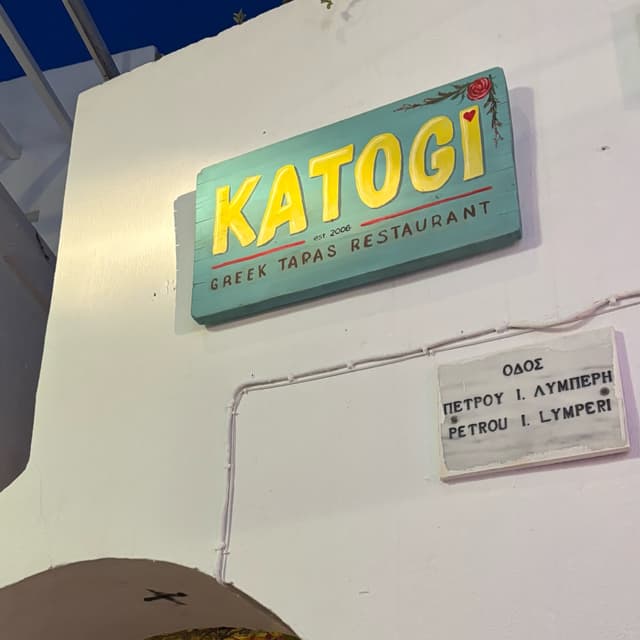 KATOGi
est. 2006
GREEK TAPAS RESTAURANT
ΟΔΟΣ
ΠΕΤΡΟΥ Ι. ΛΥΜΠΕΡΗ
PETROU I. LYMPERI